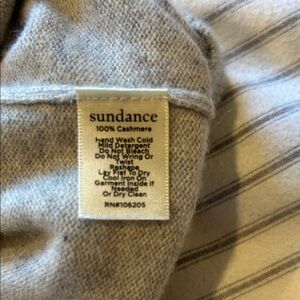 sundance
100% Cashmere
Hand Wash Cold
Mild Detergent
Do Not Bleach
Do Not Wring Or
Twist
Reshape
Lay Flat To Dry
Cool Iron On
Garment Inside If
Needed
Or Dry Clean
RN#106205